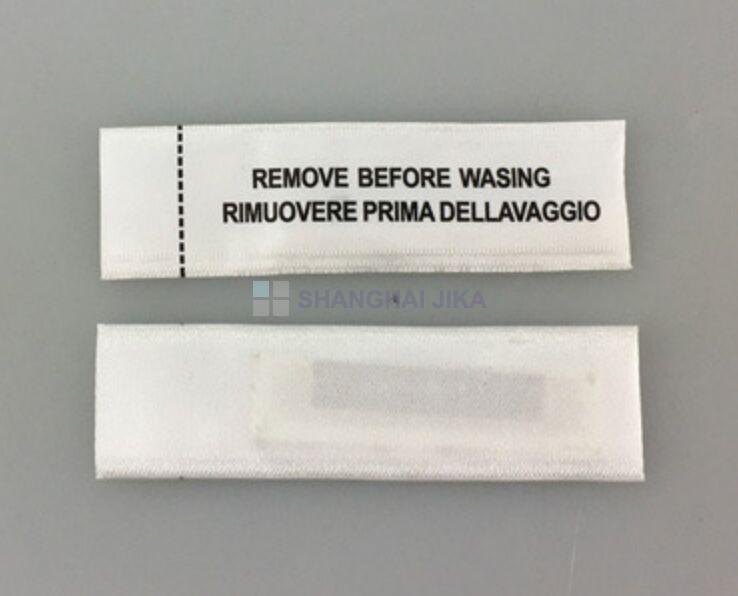 REMOVE BEFORE WASING
RIMUOVERE PRIMA DELLAVAGGIO
SHANGHAI JIKA